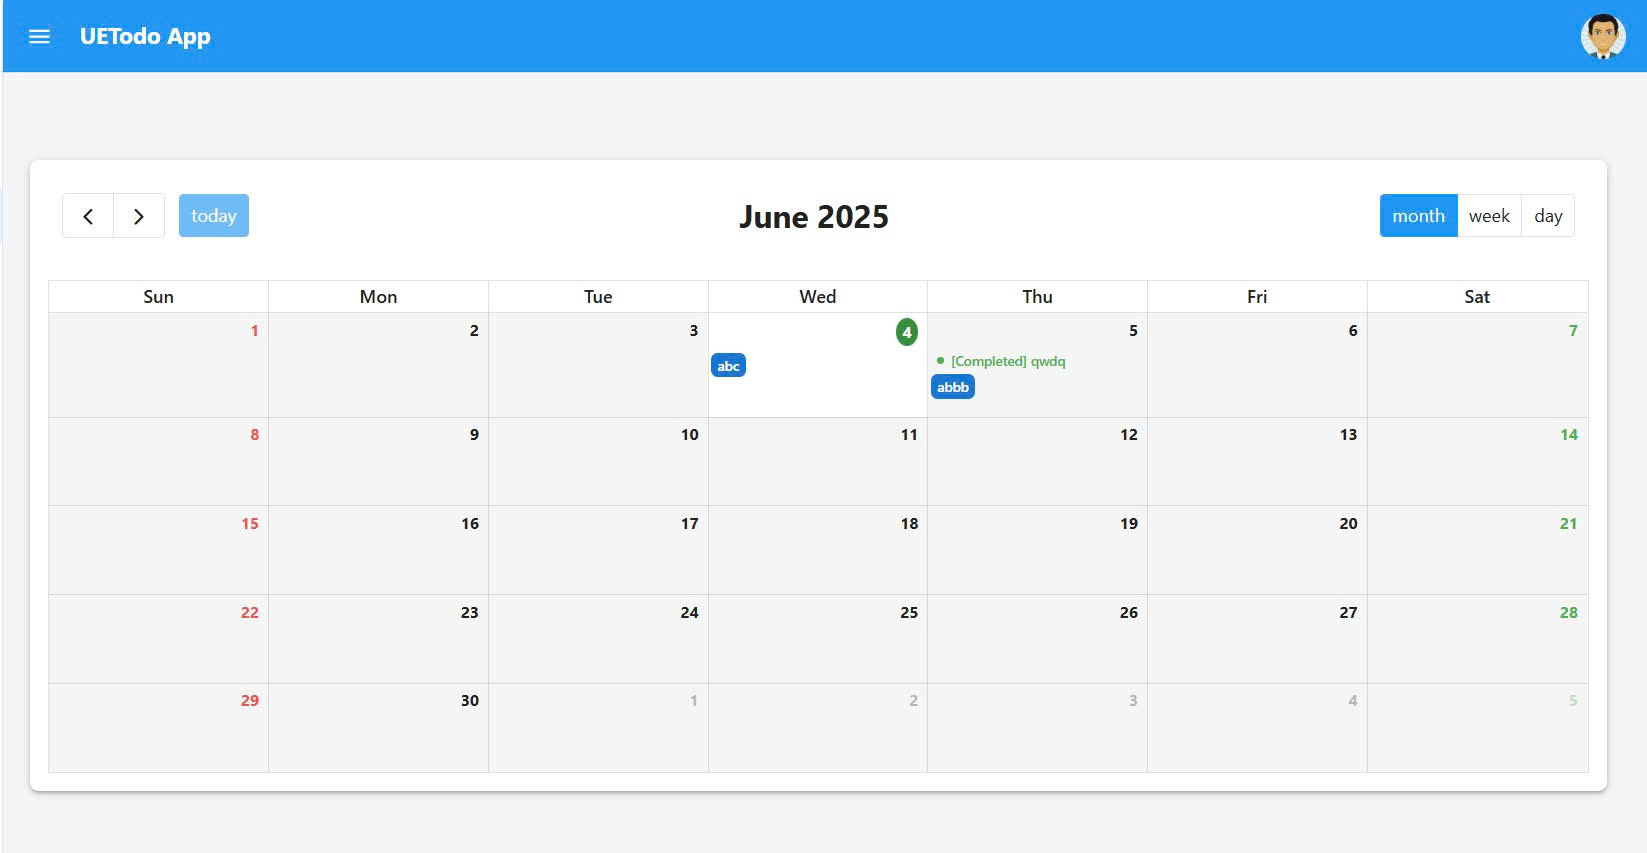 UETodo App
today
June 2025
month week day
Sun Mon Tue Wed Thu Fri Sat
1 2 3 4 5 6 7
[Completed] qwdq
abc
abbb
8 9 10 11 12 13 14
15 16 17 18 19 20 21
22 23 24 25 26 27 28
29 30 1 2 3 4 5